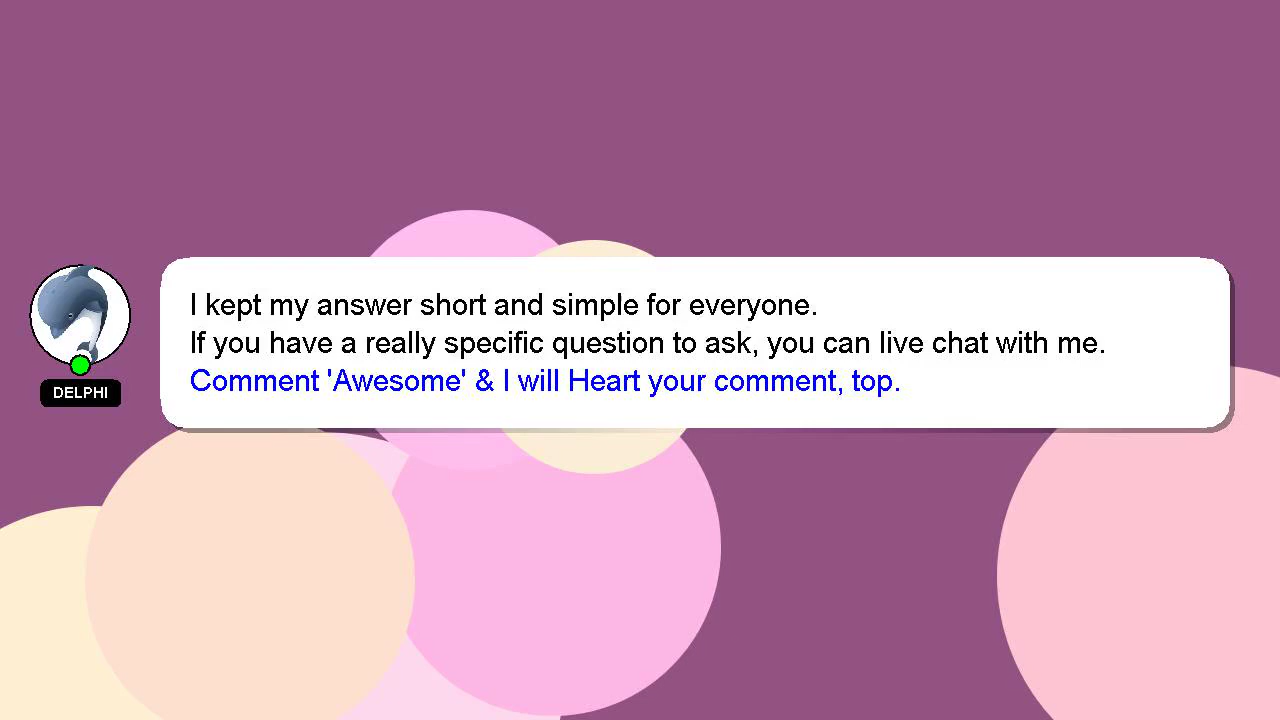 I kept my answer short and simple for everyone.
If you have a really specific question to ask, you can live chat with me.
Comment 'Awesome' & I will Heart your comment, top.
DELPHI